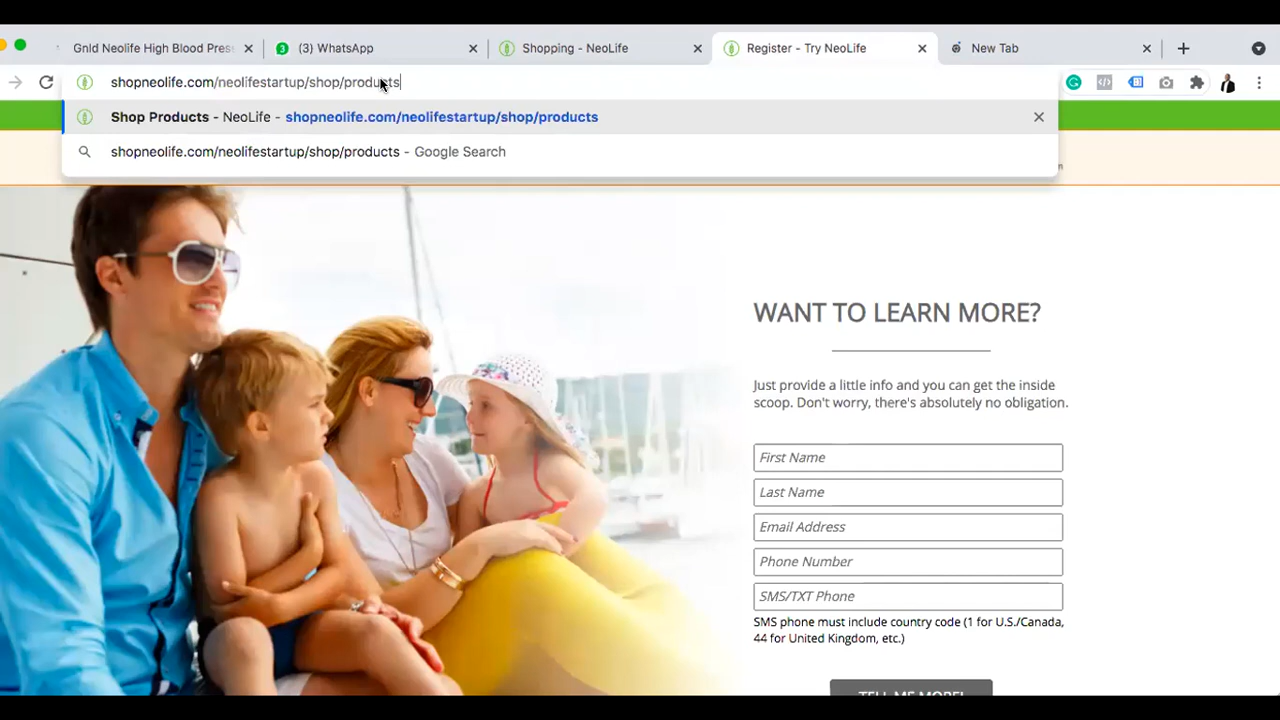 Gnld Neolife High Blood Pres
(3) WhatsApp
Shopping - NeoLife
Register - Try NeoLife
New Tab
shopneolife.com/neolifestartup/shop/products
Shop Products - NeoLife - shopneolife.com/neolifestartup/shop/products
shopneolife.com/neolifestartup/shop/products - Google Search
WANT TO LEARN MORE?
Just provide a little info and you can get the inside
scoop. Don't worry, there's absolutely no obligation.
First Name
Last Name
Email Address
Phone Number
SMS/TXT Phone
SMS phone must include country code (1 for U.S./Canada,
44 for United Kingdom, etc.)
TELL ME MORE!